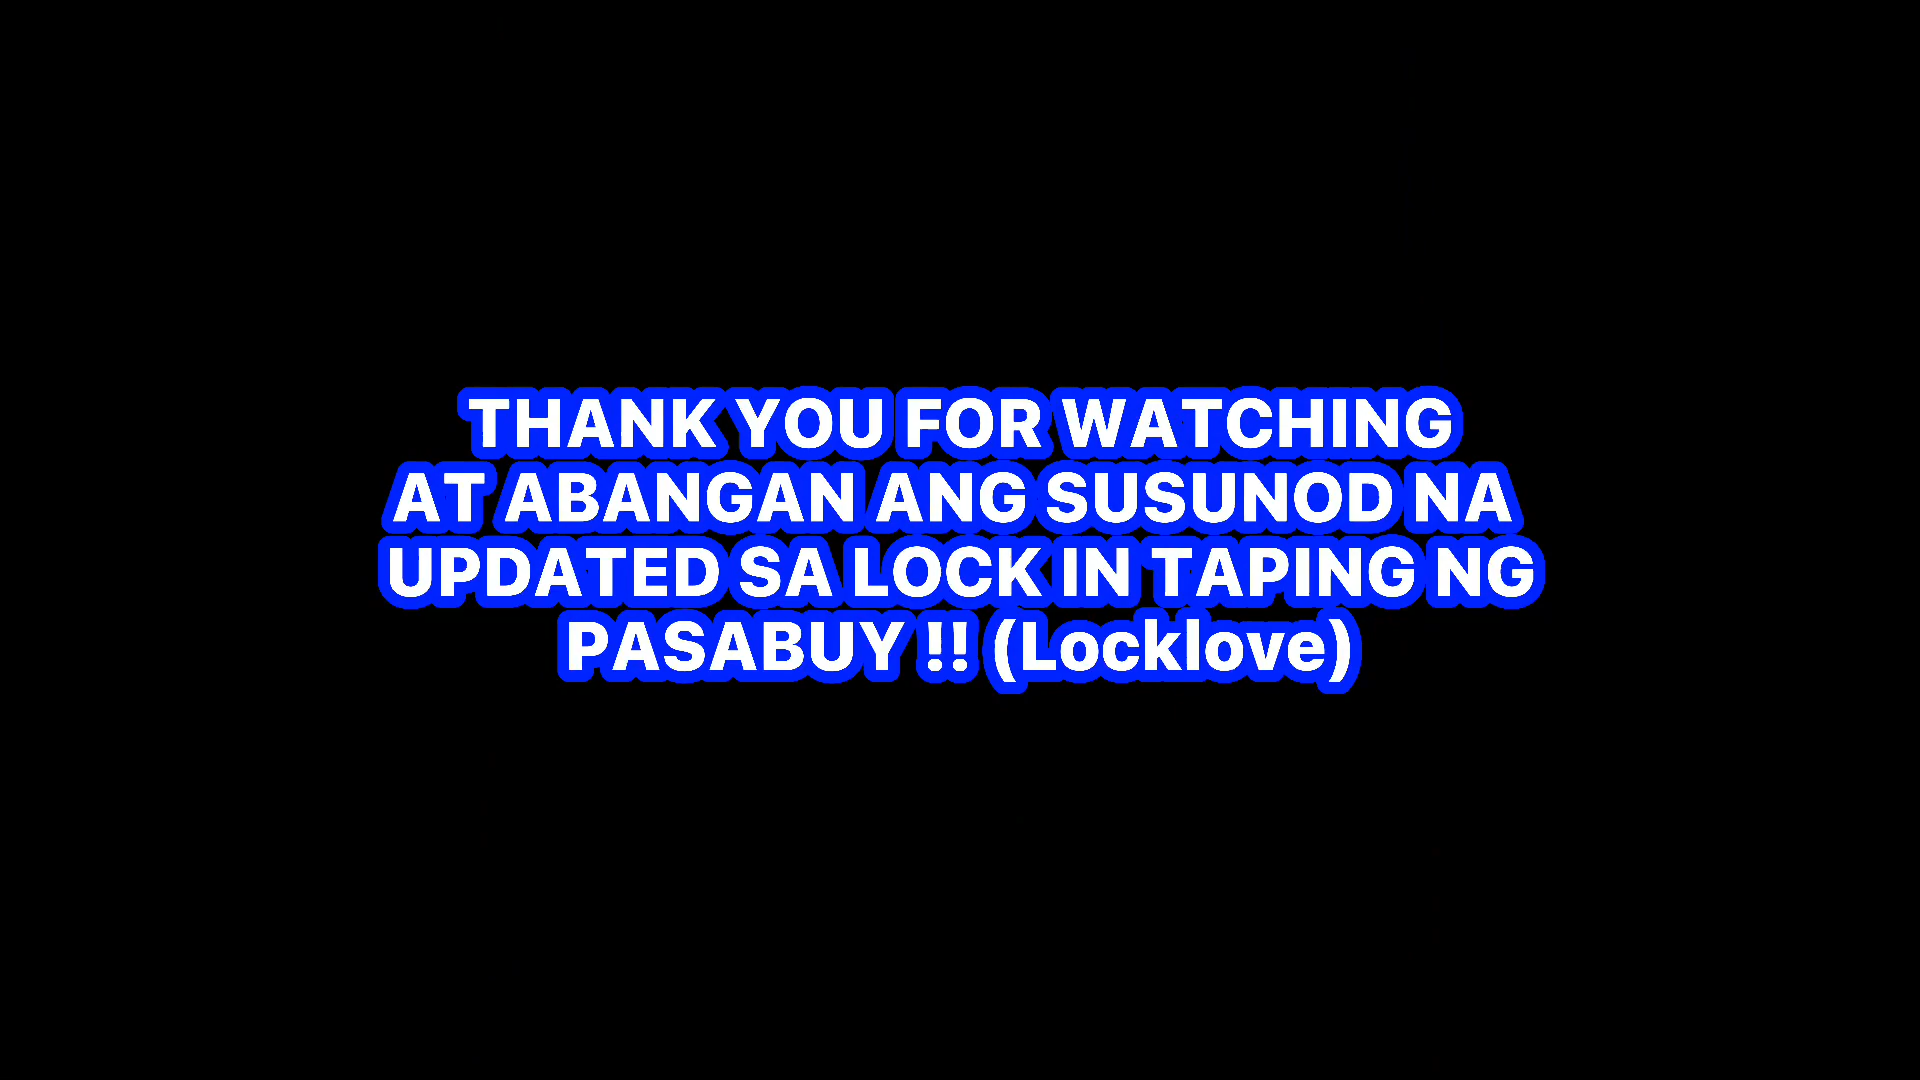 THANK YOU FOR WATCHING
AT ABANGAN ANG SUSUNOD NA
UPDATED SA LOCK IN TAPING NG
PASABUY !! (Locklove)